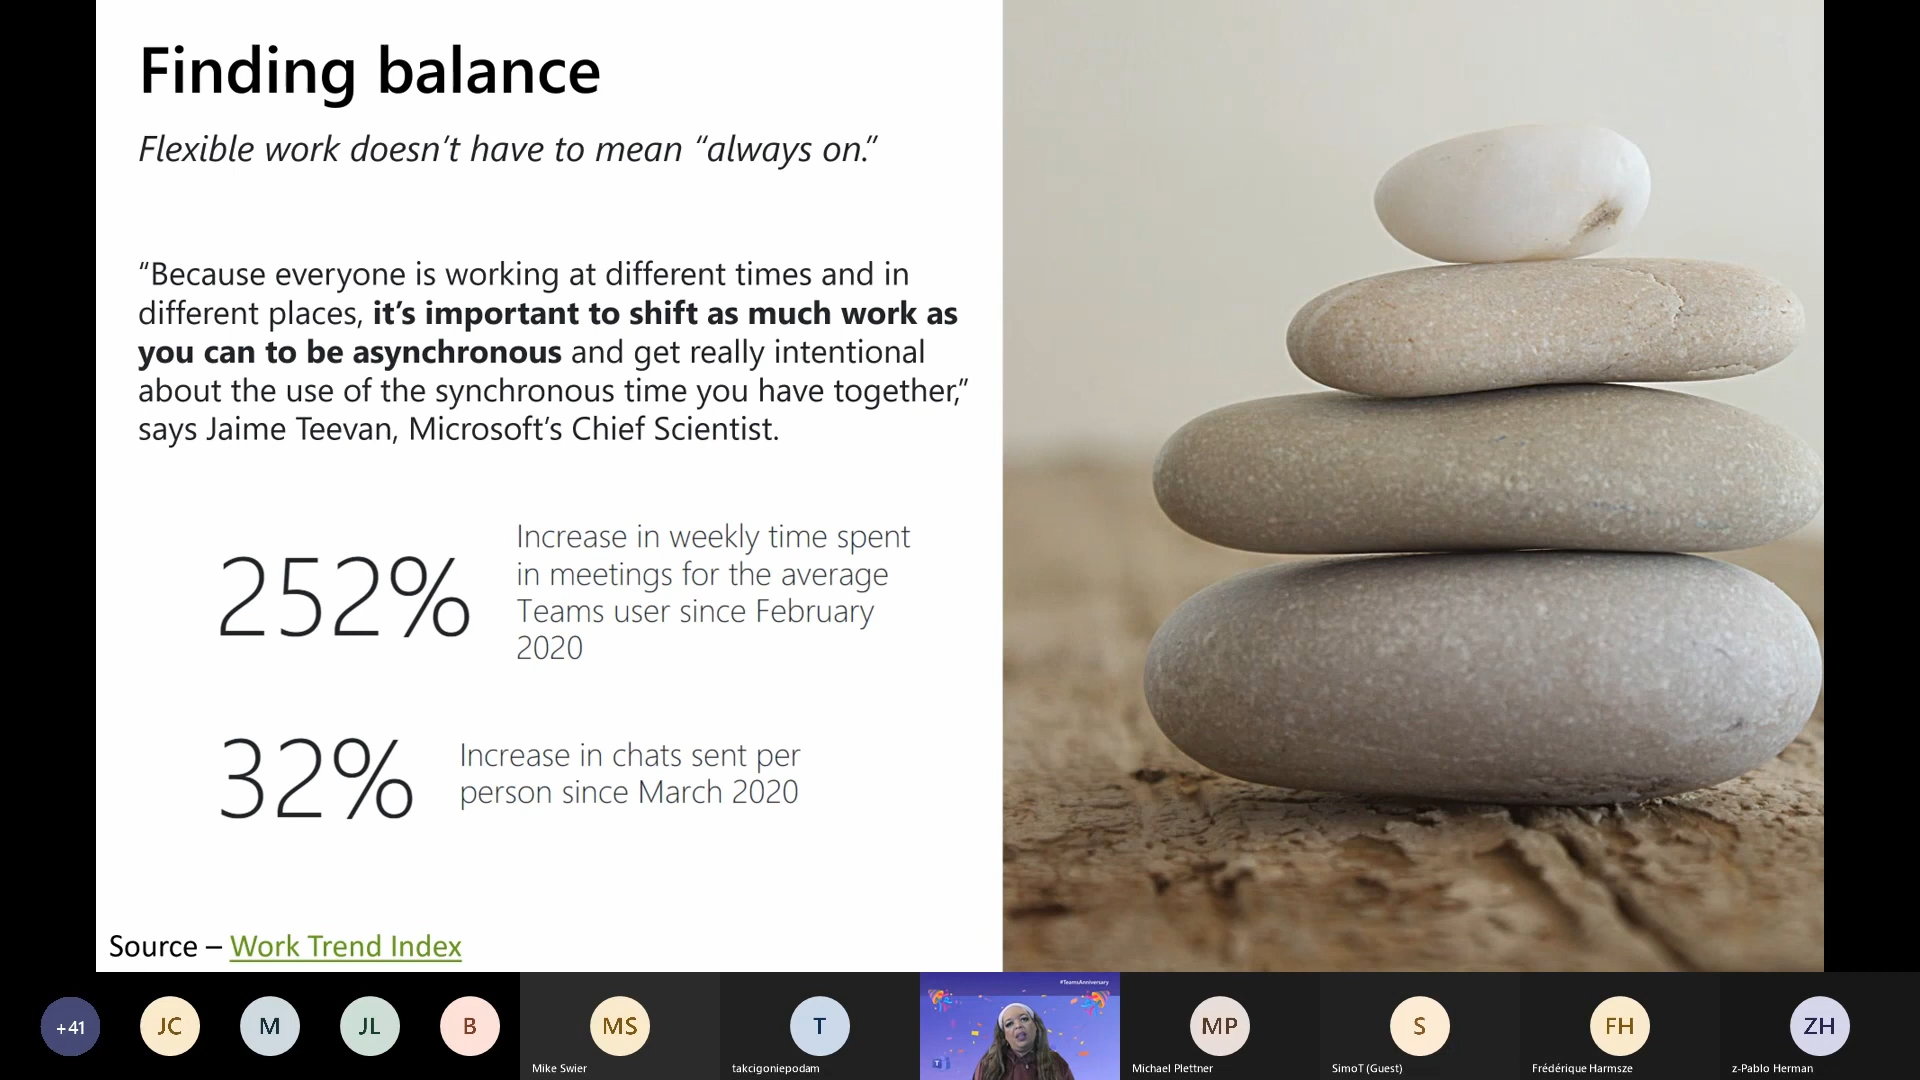 Finding balance
Flexible work doesn’t have to mean “always on.”
“Because everyone is working at different times and in
different places, it’s important to shift as much work as
you can to be asynchronous and get really intentional
about the use of the synchronous time you have together,”
says Jaime Teevan, Microsoft’s Chief Scientist.
252%
Increase in weekly time spent
in meetings for the average
Teams user since February
2020
32%
Increase in chats sent per
person since March 2020
Source – Work Trend Index
+41
JC
M
JL
B
MS
Mike Swier
T
takcigoniepodam
#TeamsAnniversary
MP
Michael Plettner
S
SimoT (Guest)
FH
Frédérique Harmsze
ZH
z-Pablo Herman